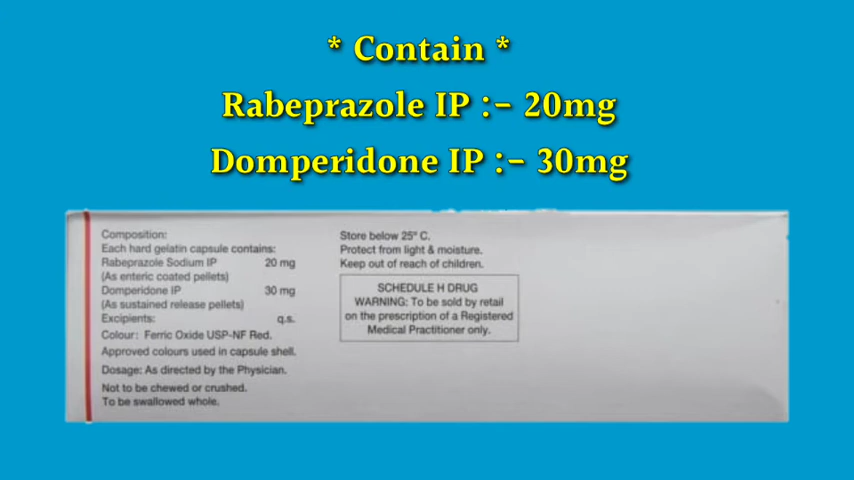 * Contain *
Rabeprazole IP :- 20mg
Domperidone IP :- 30mg
Composition:
Each hard gelatin capsule contains:
Rabeprazole Sodium IP 20 mg
(As enteric coated pellets)
Domperidone IP 30 mg
(As sustained release pellets)
Excipients: q.s.
Colour: Ferric Oxide USP-NF Red.
Approved colours used in capsule shell.
Dosage: As directed by the Physician.
Not to be chewed or crushed.
To be swallowed whole.
Store below 25° C.
Protect from light & moisture.
Keep out of reach of children.
SCHEDULE H DRUG
WARNING: To be sold by retail
on the prescription of a Registered
Medical Practitioner only.